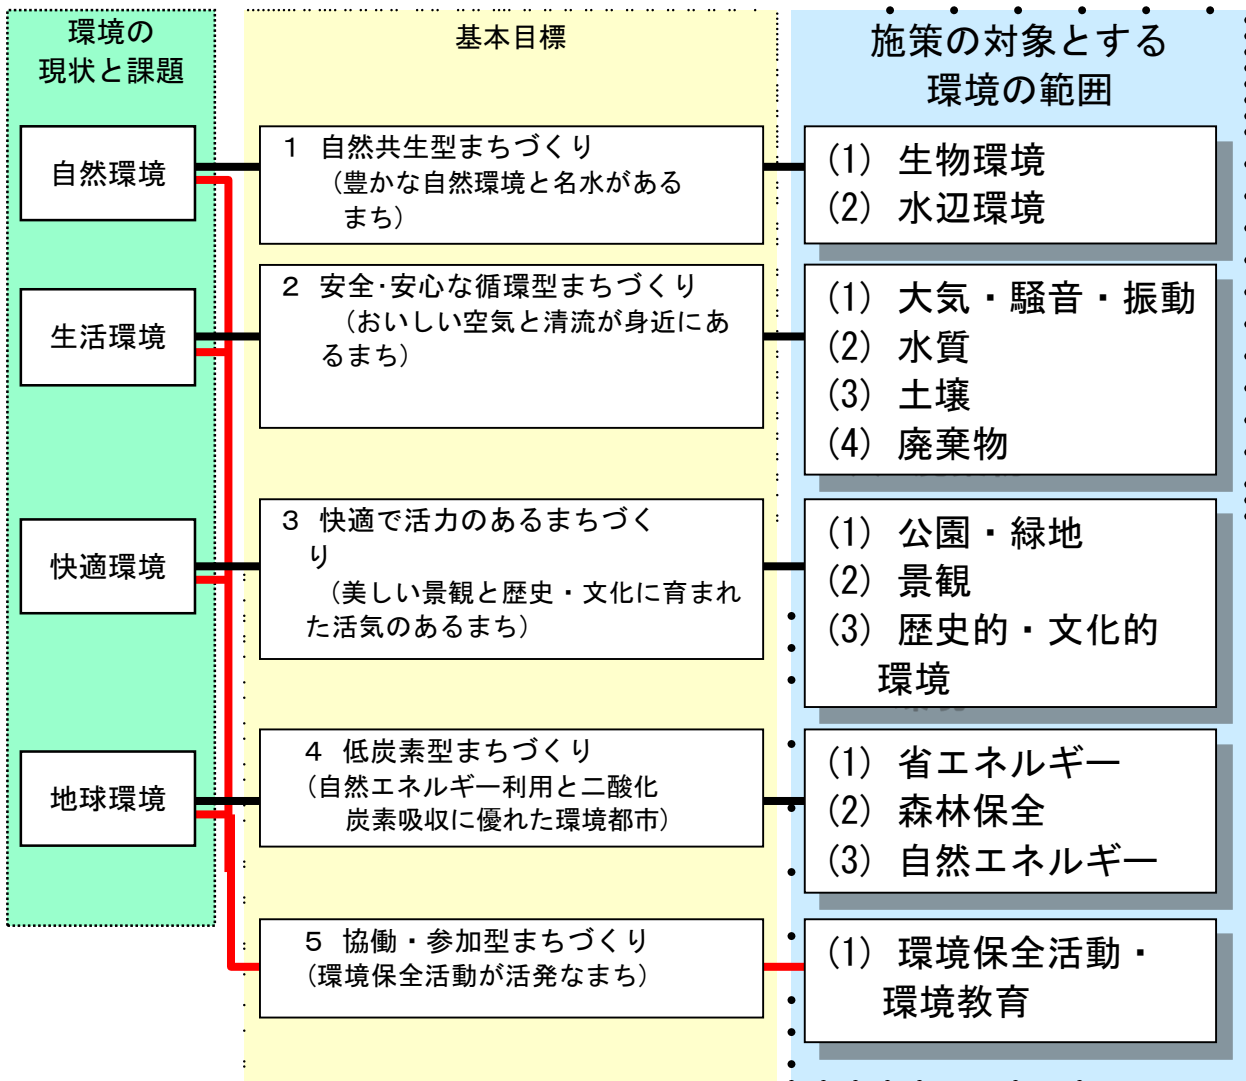 環境の
現状と課題
基本目標
施策の対象とする
環境の範囲
自然環境
1 自然共生型まちづくり
(豊かな自然環境と名水がある
まち)
(1) 生物環境
(2) 水辺環境
生活環境
2 安全・安心な循環型まちづくり
(おいしい空気と清流が身近にあ
るまち)
(1) 大気・騒音・振動
(2) 水質
(3) 土壌
(4) 廃棄物
快適環境
3 快適で活力のあるまちづく
り
(美しい景観と歴史・文化に育まれ
た活気のあるまち)
(1) 公園・緑地
(2) 景観
(3) 歴史的・文化的
環境
地球環境
4 低炭素型まちづくり
(自然エネルギー利用と二酸化
炭素吸収に優れた環境都市)
(1) 省エネルギー
(2) 森林保全
(3) 自然エネルギー
5 協働・参加型まちづくり
(環境保全活動が活発なまち)
(1) 環境保全活動・
環境教育